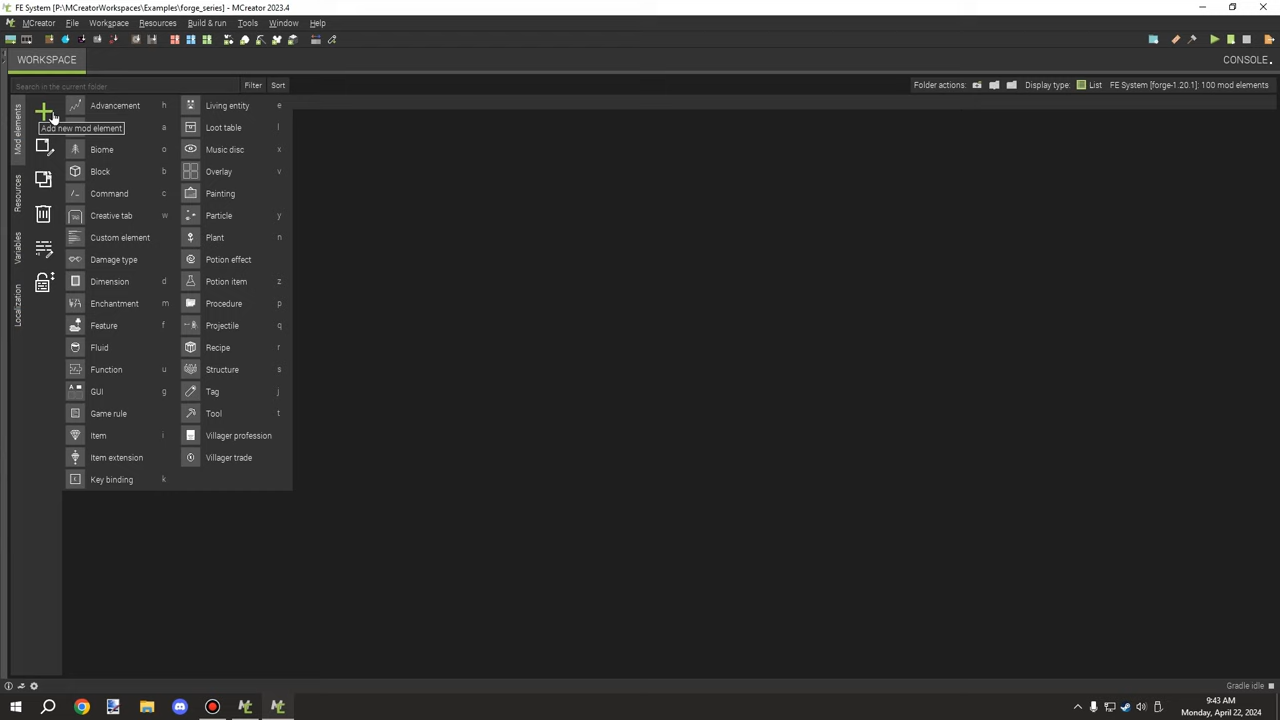 FE System [P:\MCreatorWorkspaces\Examples\forge_series] - MCreator 2023.4
MCreator File Workspace Resources Build & run Tools Window Help
WORKSPACE
CONSOLE
Search in the current folder
Filter Sort
Folder actions: Display type: List FE System [forge-1.20.1]: 100 mod elements
Mod elements
Resources
Variables
Localization
Add new mod element
Advancement h
a
Biome o
Block b
Command c
Creative tab w
Custom element
Damage type
Dimension d
Enchantment m
Feature f
Fluid
Function u
GUI g
Game rule
Item i
Item extension
Key binding k
Living entity e
Loot table l
Music disc x
Overlay v
Painting
Particle y
Plant n
Potion effect
Potion item z
Procedure p
Projectile q
Recipe r
Structure s
Tag j
Tool t
Villager profession
Villager trade
Gradle idle
9:43 AM
Monday, April 22, 2024